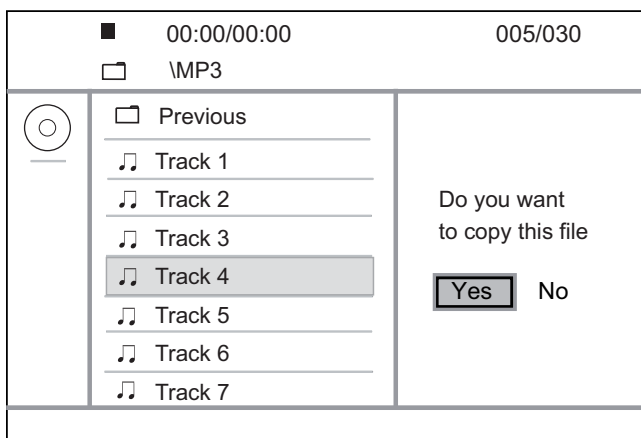 00:00/00:00 005/030
\MP3
Previous
Track 1
Track 2
Track 3
Track 4
Track 5
Track 6
Track 7
Do you want
to copy this file
Yes No